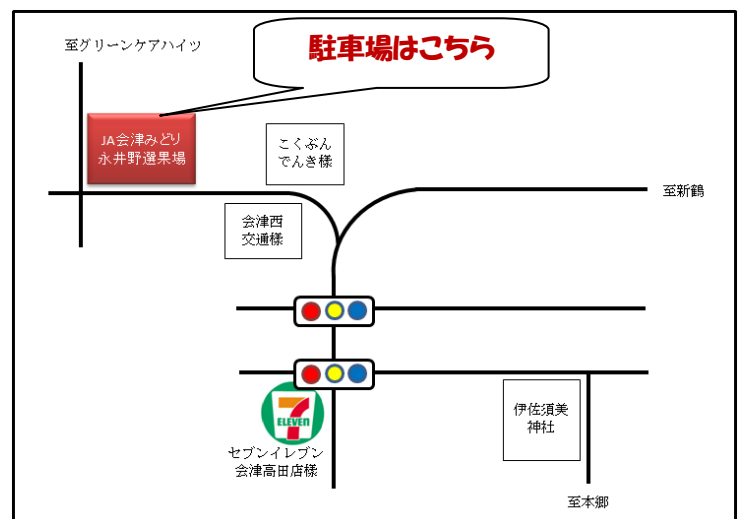 駐車場はこちら
至グリーンケアハイツ
JA会津みどり
永井野選果場
こくぶん
でんき様
至新鶴
会津西
交通様
7
ELEVEN
セブンイレブン
会津高田店様
伊佐須美
神社
至本郷